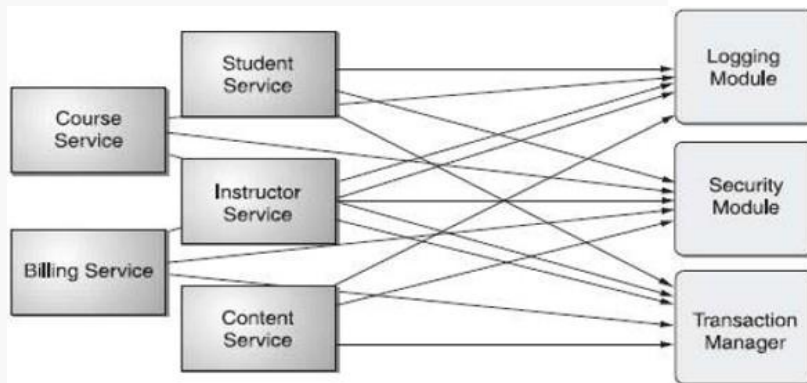 Student
Service
Course
Service
Instructor
Service
Billing Service
Content
Service
Logging
Module
Security
Module
Transaction
Manager